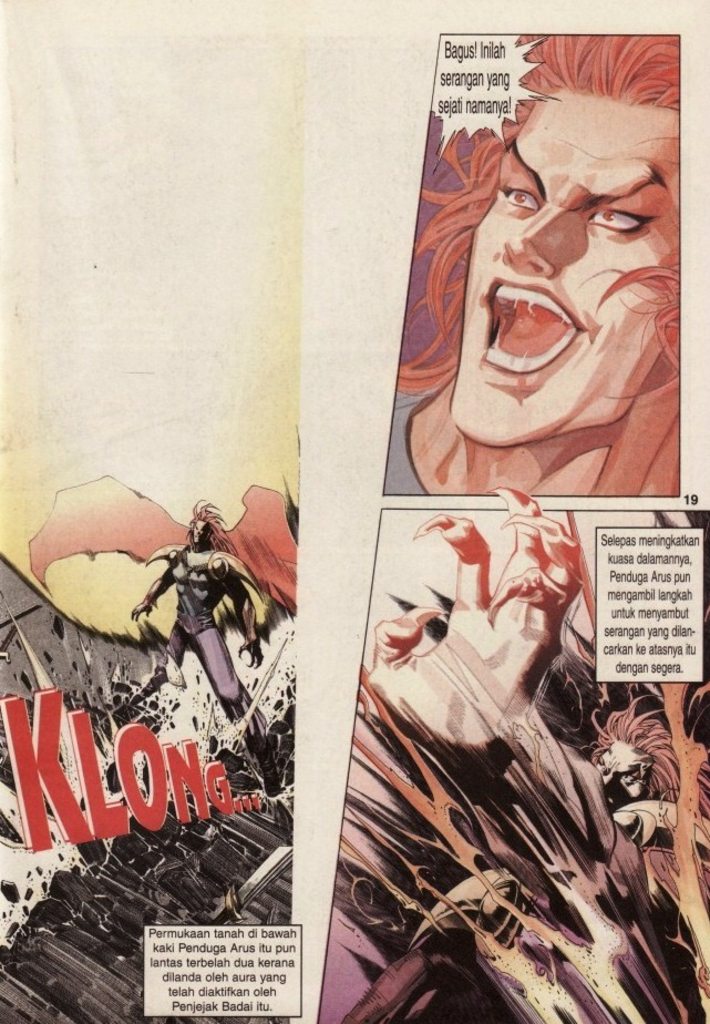 Bagus! Inilah
serangan yang
sejati namanya!
19
Selepas meningkatkan
kuasa dalamannya,
Penduga Arus pun
mengambil langkah
untuk menyambut
serangan yang dilan-
carkan ke atasnya itu
dengan segera.
KLONG...
Permukaan tanah di bawah
kaki Penduga Arus itu pun
lantas terbelah dua kerana
dilanda oleh aura yang
telah diaktifkan oleh
Penjejak Badai itu.